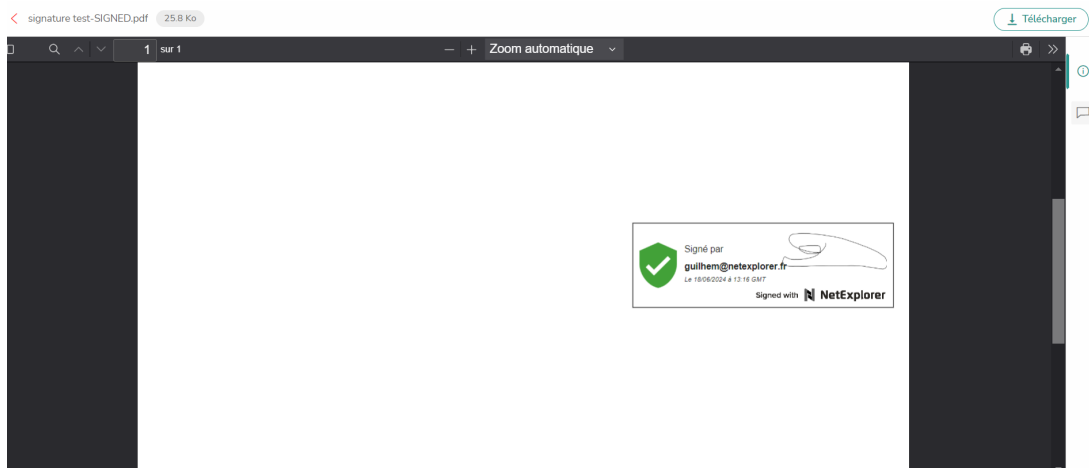 signature test-SIGNED.pdf 25.8 Ko Télécharger
1 sur 1 Zoom automatique
Signé par
guilhem@netexplorer.fr
Le 18/06/2024 à 13:16 GMT
Signed with NetExplorer